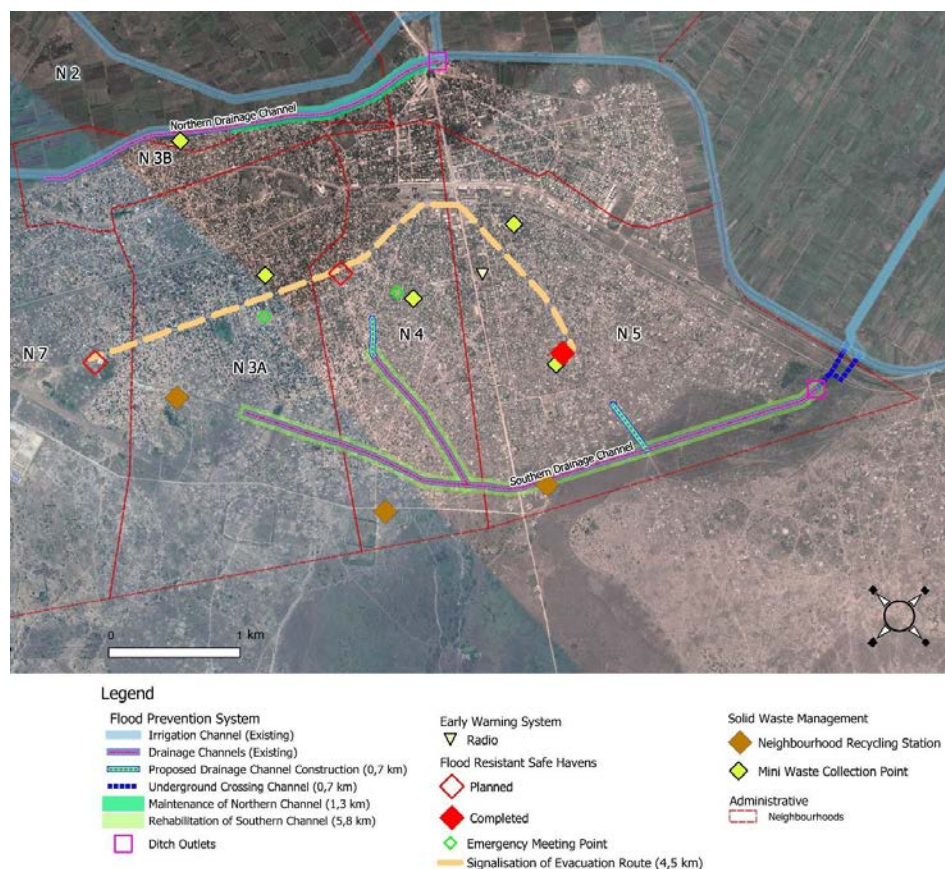 N 2
Northern Drainage Channel
N 3B
N 7
N 3A
N 4
N 5
Southern Drainage Channel
0 1 km
Legend
Flood Prevention System
Irrigation Channel (Existing)
Drainage Channels (Existing)
Proposed Drainage Channel Construction (0,7 km)
Underground Crossing Channel (0,7 km)
Maintenance of Northern Channel (1,3 km)
Rehabilitation of Southern Channel (5,8 km)
Ditch Outlets
Early Warning System
Radio
Flood Resistant Safe Havens
Planned
Completed
Emergency Meeting Point
Signalisation of Evacuation Route (4,5 km)
Solid Waste Management
Neighbourhood Recycling Station
Mini Waste Collection Point
Administrative
Neighbourhoods